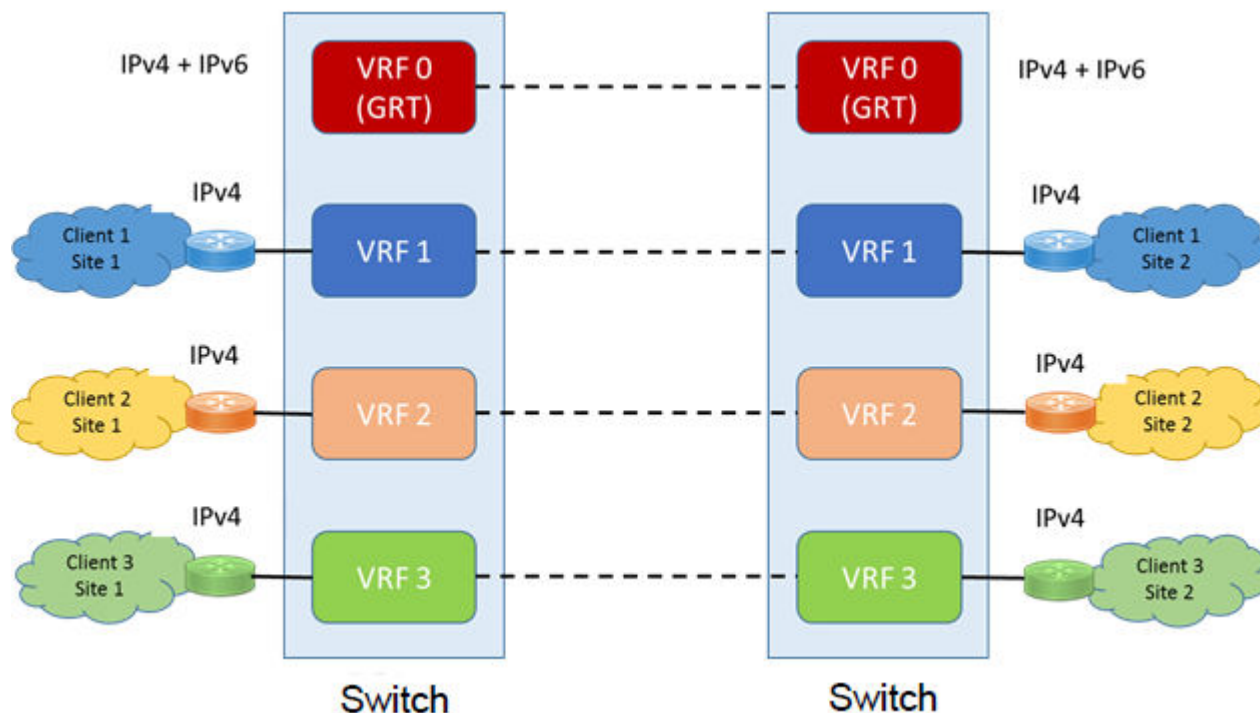 IPv4 + IPv6
VRF 0
(GRT)
VRF 0
(GRT)
IPv4 + IPv6
IPv4
Client 1
Site 1
VRF 1
VRF 1
IPv4
Client 1
Site 2
IPv4
Client 2
Site 1
VRF 2
VRF 2
IPv4
Client 2
Site 2
IPv4
Client 3
Site 1
VRF 3
VRF 3
IPv4
Client 3
Site 2
Switch
Switch